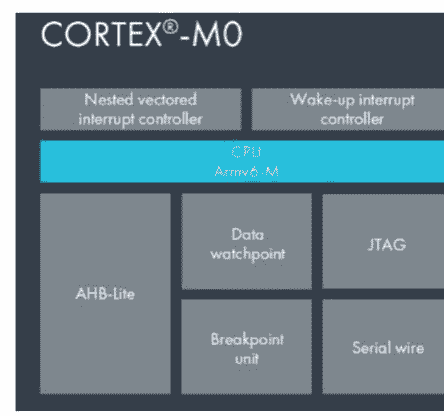 CORTEX®-M0
Nested vectored
interrupt controller
Wake-up interrupt
controller
CPU
Armv6-M
Data
watchpoint
JTAG
AHB-Lite
Breakpoint
unit
Serial wire